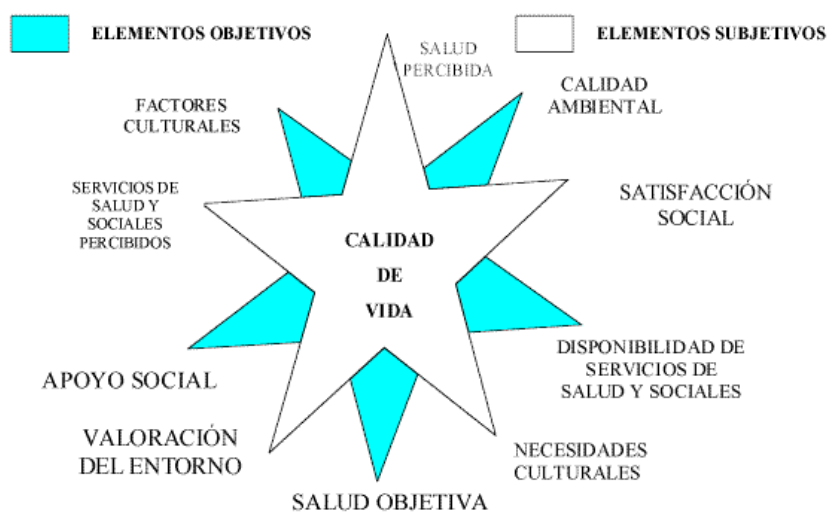 ELEMENTOS OBJETIVOS
ELEMENTOS SUBJETIVOS
SALUD
PERCIBIDA
CALIDAD
AMBIENTAL
FACTORES
CULTURALES
SERVICIOS DE
SALUD Y
SOCIALES
PERCIBIDOS
SATISFACCIÓN
SOCIAL
CALIDAD
DE
VIDA
DISPONIBILIDAD DE
SERVICIOS DE
SALUD Y SOCIALES
APOYO SOCIAL
VALORACIÓN
DEL ENTORNO
NECESIDADES
CULTURALES
SALUD OBJETIVA